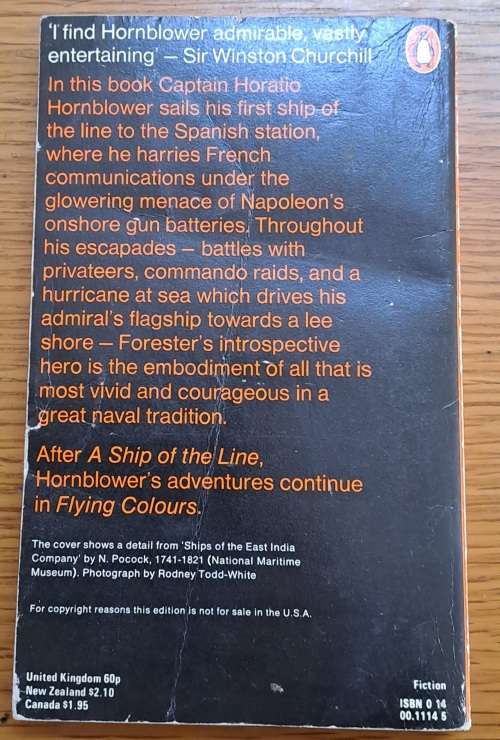 'I find Hornblower admirable, vastly
entertaining' – Sir Winston Churchill
In this book Captain Horatio
Hornblower sails his first ship of
the line to the Spanish station,
where he harries French
communications under the
glowering menace of Napoleon's
onshore gun batteries. Throughout
his escapades – battles with
privateers, commando raids, and a
hurricane at sea which drives his
admiral's flagship towards a lee
shore – Forester's introspective
hero is the embodiment of all that is
most vivid and courageous in a
great naval tradition.
After A Ship of the Line,
Hornblower's adventures continue
in Flying Colours.
The cover shows a detail from 'Ships of the East India
Company' by N. Pocock, 1741-1821 (National Maritime
Museum). Photograph by Rodney Todd-White
For copyright reasons this edition is not for sale in the U.S.A.
United Kingdom 60p
New Zealand $2.10
Canada $1.95
Fiction
ISBN 0 14
00.1114 6